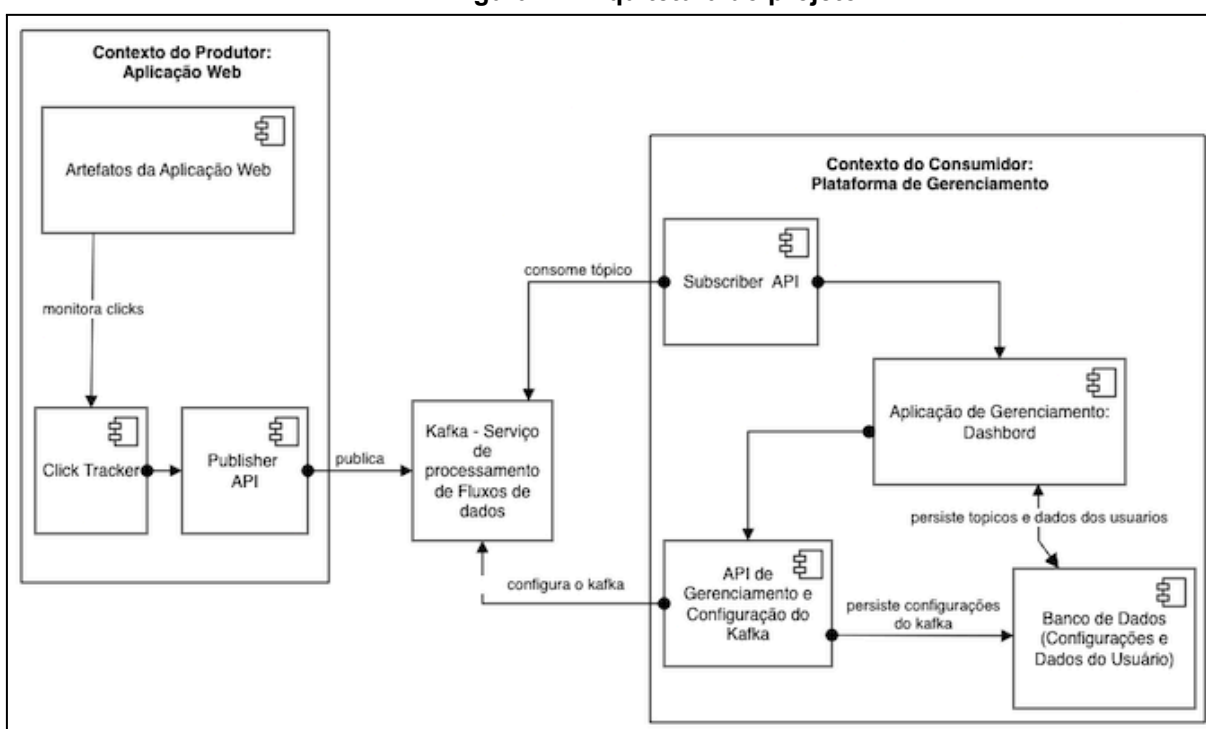 Contexto do Produtor:
Aplicação Web
Artefatos da Aplicação Web
monitora clicks
Click Tracker
Publisher
API
publica
Kafka - Serviço
de
processamento
de Fluxos de
dados
consome tópico
configura o kafka
Contexto do Consumidor:
Plataforma de Gerenciamento
Subscriber API
Aplicação de Gerenciamento:
Dashbord
persiste topicos e dados dos usuarios
API de
Gerenciamento e
Configuração do
Kafka
persiste configurações
do kafka
Banco de Dados
(Configurações e
Dados do Usuário)